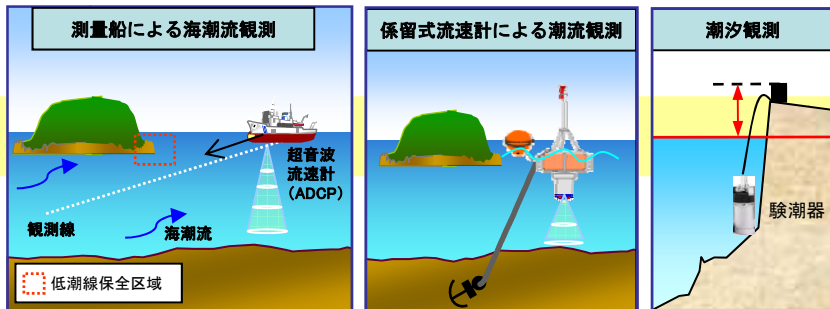 測量船による海潮流観測
超音波
流速計
（ADCP）
観測線
海潮流
低潮線保全区域
係留式流速計による潮流観測
潮汐観測
験潮器